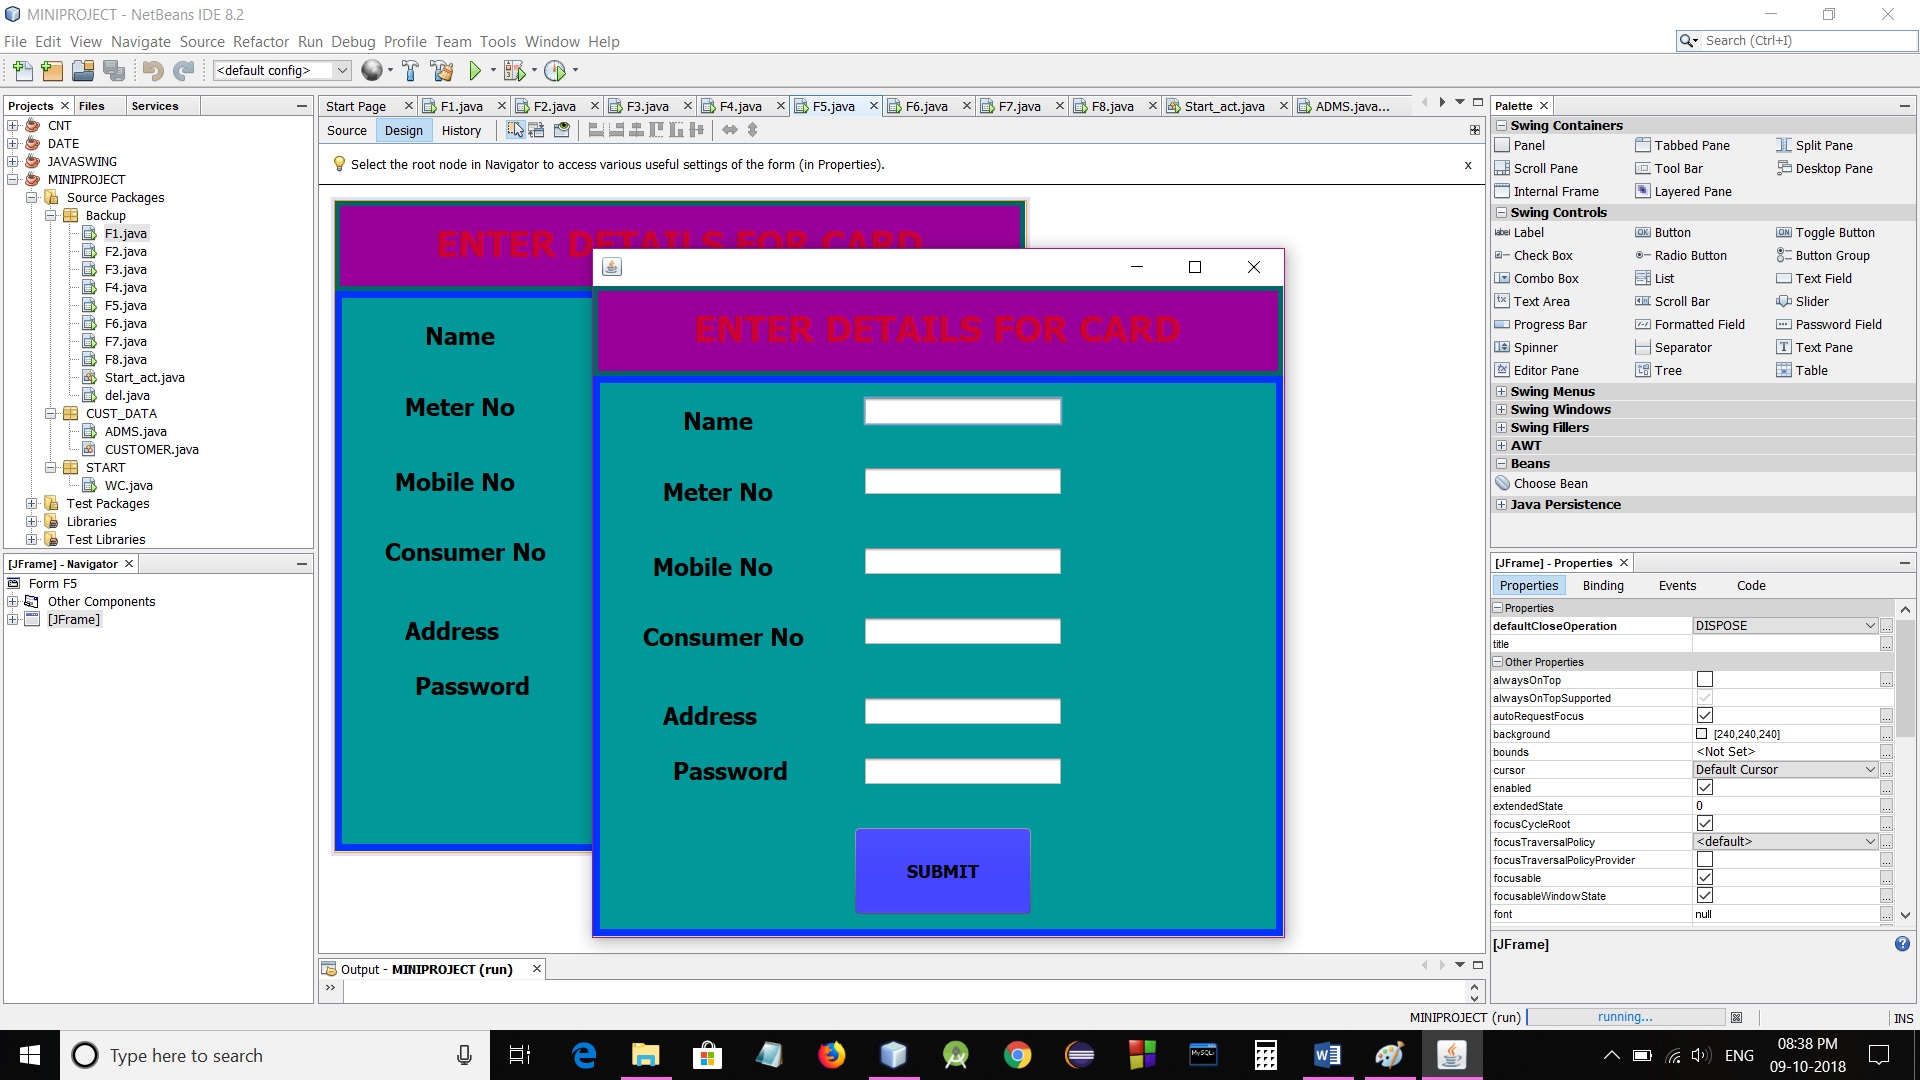 MINIPROJECT - NetBeans IDE 8.2
File Edit View Navigate Source Refactor Run Debug Profile Team Tools Window Help
Search (Ctrl+I)
<default config>
Projects Files Services
CNT
DATE
JAVASWING
MINIPROJECT
Source Packages
Backup
F1.java
F2.java
F3.java
F4.java
F5.java
F6.java
F7.java
F8.java
Start_act.java
del.java
CUST_DATA
ADMS.java
CUSTOMER.java
START
WC.java
Test Packages
Libraries
Test Libraries
[JFrame] - Navigator
Form F5
Other Components
[JFrame]
Start Page F1.java F2.java F3.java F4.java F5.java F6.java F7.java F8.java Start_act.java ADMS.java...
Source Design History
Select the root node in Navigator to access various useful settings of the form (in Properties).
x
ENTER DETAILS FOR CARD
Name
Meter No
Mobile No
Consumer No
Address
Password
ENTER DETAILS FOR CARD
Name
Meter No
Mobile No
Consumer No
Address
Password
SUBMIT
Output - MINIPROJECT (run)
Palette
Swing Containers
Panel Tabbed Pane Split Pane
Scroll Pane Tool Bar Desktop Pane
Internal Frame Layered Pane
Swing Controls
label Label OK Button ON Toggle Button
Check Box Radio Button Button Group
Combo Box List Text Field
Text Area Scroll Bar Slider
Progress Bar Formatted Field Password Field
Spinner Separator Text Pane
Editor Pane Tree Table
Swing Menus
Swing Windows
Swing Fillers
AWT
Beans
Choose Bean
Java Persistence
[JFrame] - Properties
Properties Binding Events Code
Properties
defaultCloseOperation DISPOSE
title
Other Properties
alwaysOnTop
alwaysOnTopSupported
autoRequestFocus
background [240,240,240]
bounds <Not Set>
cursor Default Cursor
enabled
extendedState 0
focusCycleRoot
focusTraversalPolicy <default>
focusTraversalPolicyProvider
focusable
focusableWindowState
font null
[JFrame]
MINIPROJECT (run) running... INS
Type here to search
MySQL
ENG
08:38 PM
09-10-2018